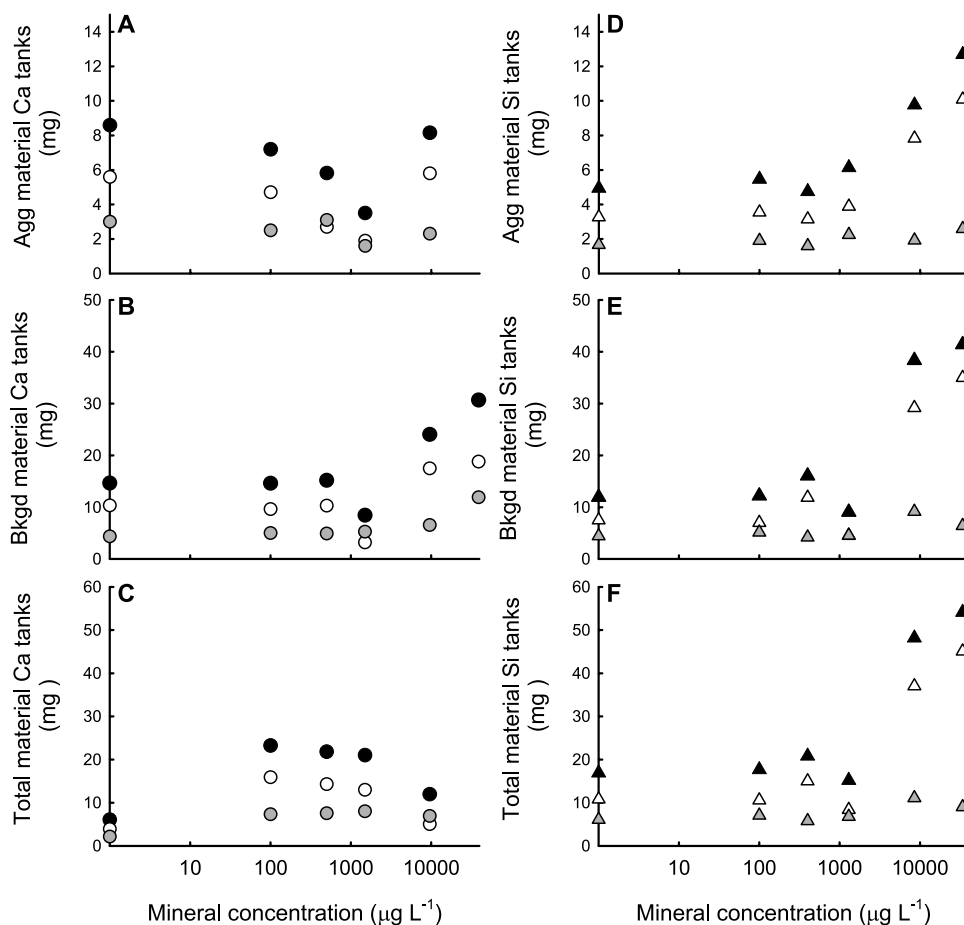 A
Agg material Ca tanks
(mg)
14
12
10
8
6
4
2
0
D
Agg material Si tanks
(mg)
14
12
10
8
6
4
2
0
B
Bkgd material Ca tanks
(mg)
50
40
30
20
10
0
E
Bkgd material Si tanks
(mg)
50
40
30
20
10
0
C
Total material Ca tanks
(mg )
60
50
40
30
20
10
0
10 100 1000 10000
Mineral concentration (µg L⁻¹)
F
Total material Si tanks
(mg )
60
50
40
30
20
10
0
10 100 1000 10000
Mineral concentration (µg L⁻¹)